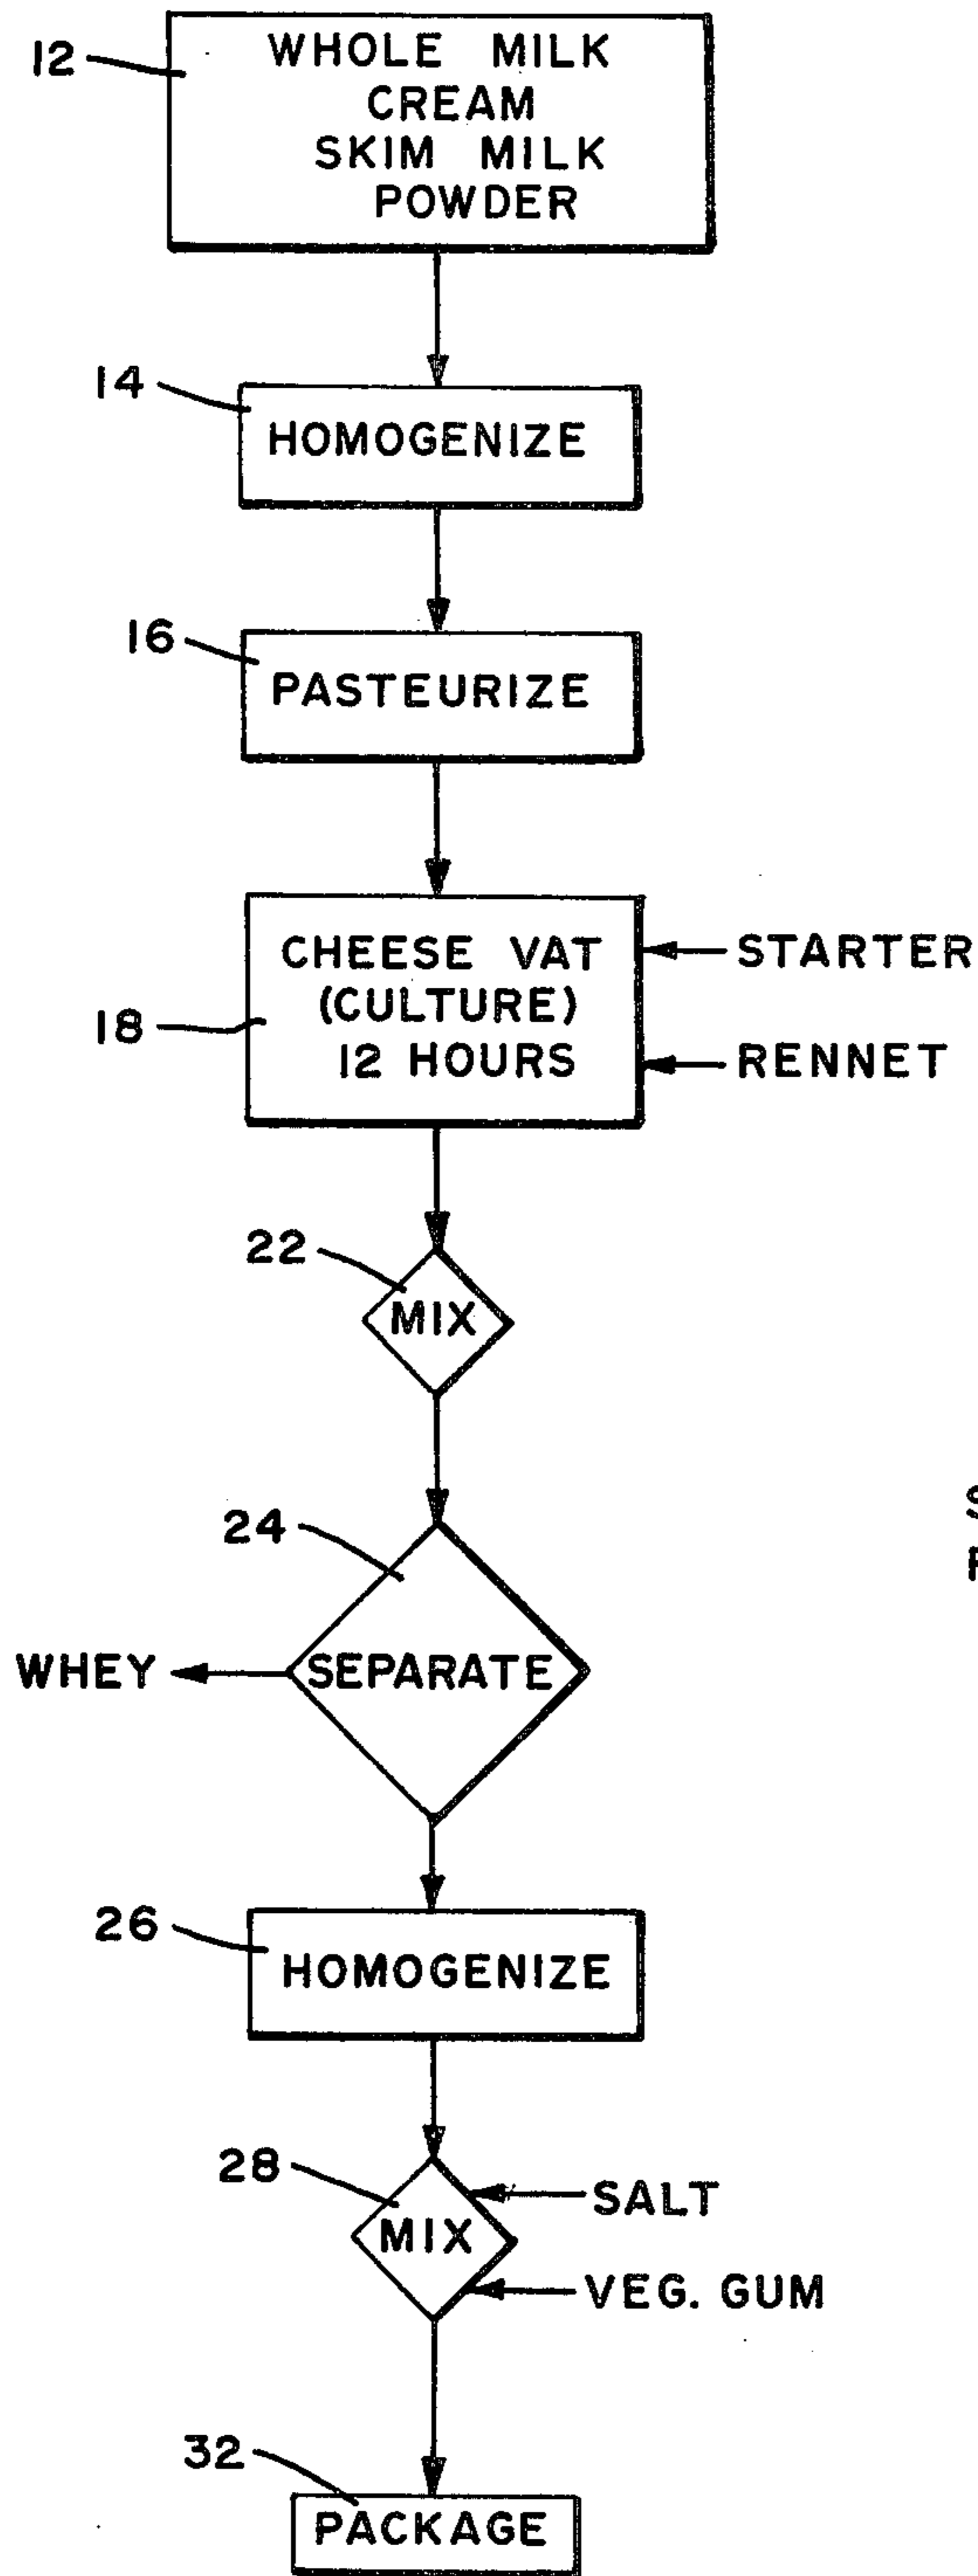 12
WHOLE MILK
CREAM
SKIM MILK
POWDER
14
HOMOGENIZE
16
PASTEURIZE
18
CHEESE VAT
(CULTURE)
12 HOURS
STARTER
RENNET
22
MIX
24
SEPARATE
WHEY
26
HOMOGENIZE
28
MIX
SALT
VEG. GUM
32
PACKAGE